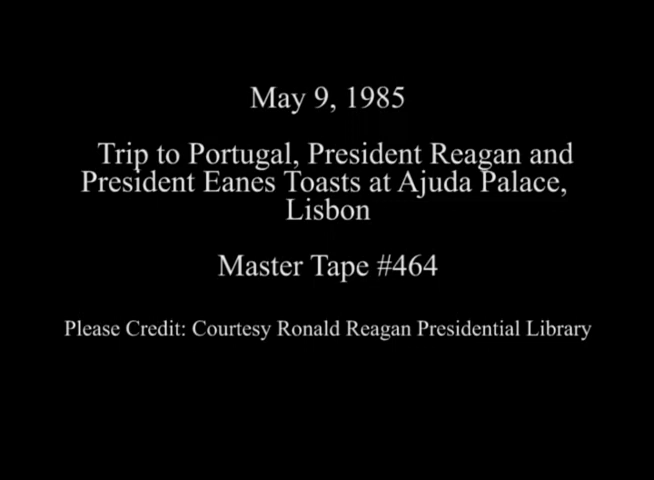 May 9, 1985
Trip to Portugal, President Reagan and
President Eanes Toasts at Ajuda Palace,
Lisbon
Master Tape #464
Please Credit: Courtesy Ronald Reagan Presidential Library